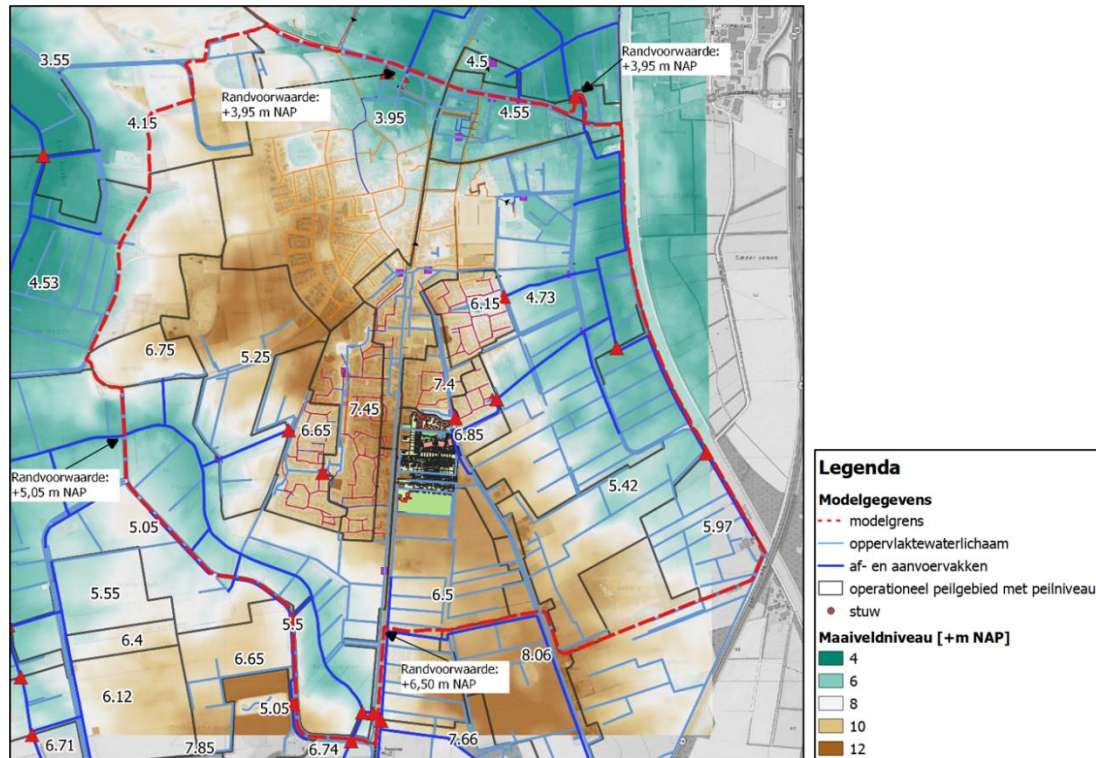 3.55
Randvoorwaarde:
+3,95 m NAP
4.5
Randvoorwaarde:
+3,95 m NAP
4.15
3.95
4.55
4.53
6.15
4.73
6.75
5.25
7.4
7.45
6.65
6.85
Randvoorwaarde:
+5,05 m NAP
5.42
5.05
5.97
5.55
6.5
5.5
6.4
8.06
6.65
Randvoorwaarde:
+6,50 m NAP
6.12
5.05
6.71
7.85
6.74
7.66
Legenda
Modelgegevens
modelgrens
oppervlaktewaterlichaam
af- en aanvoervakken
operationeel peilgebied met peilniveau
stuw
Maaiveldniveau [+m NAP]
4
6
8
10
12